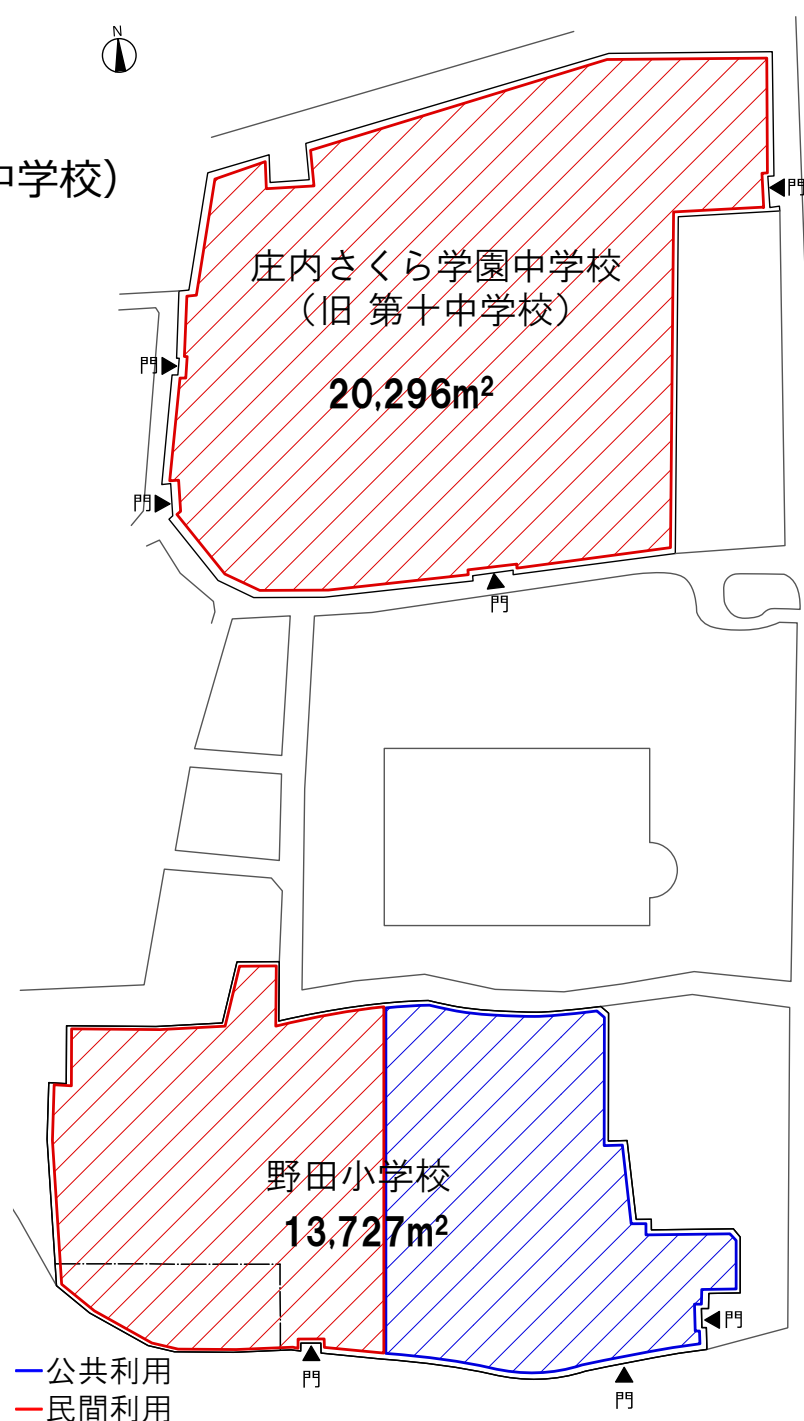 N
中学校）
門
庄内さくら学園中学校
（旧 第十中学校）
門
20,296m²
門
門
野田小学校
13,727m²
門
公共利用
門
門
民間利用